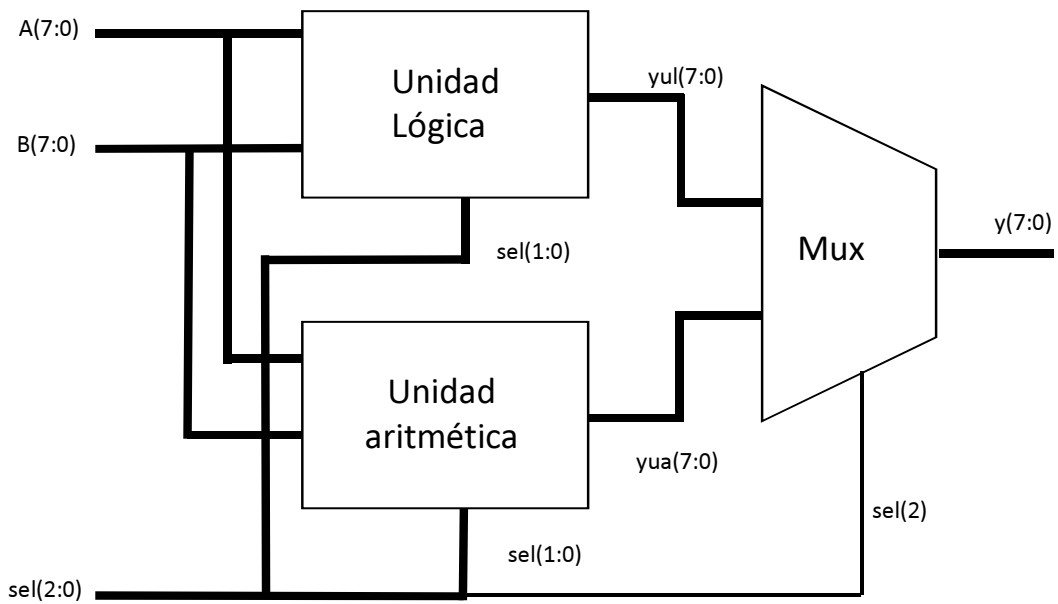 A(7:0)
B(7:0)
Unidad
Lógica
yul(7:0)
sel(1:0)
Mux
y(7:0)
Unidad
aritmética
yua(7:0)
sel(1:0)
sel(2)
sel(2:0)